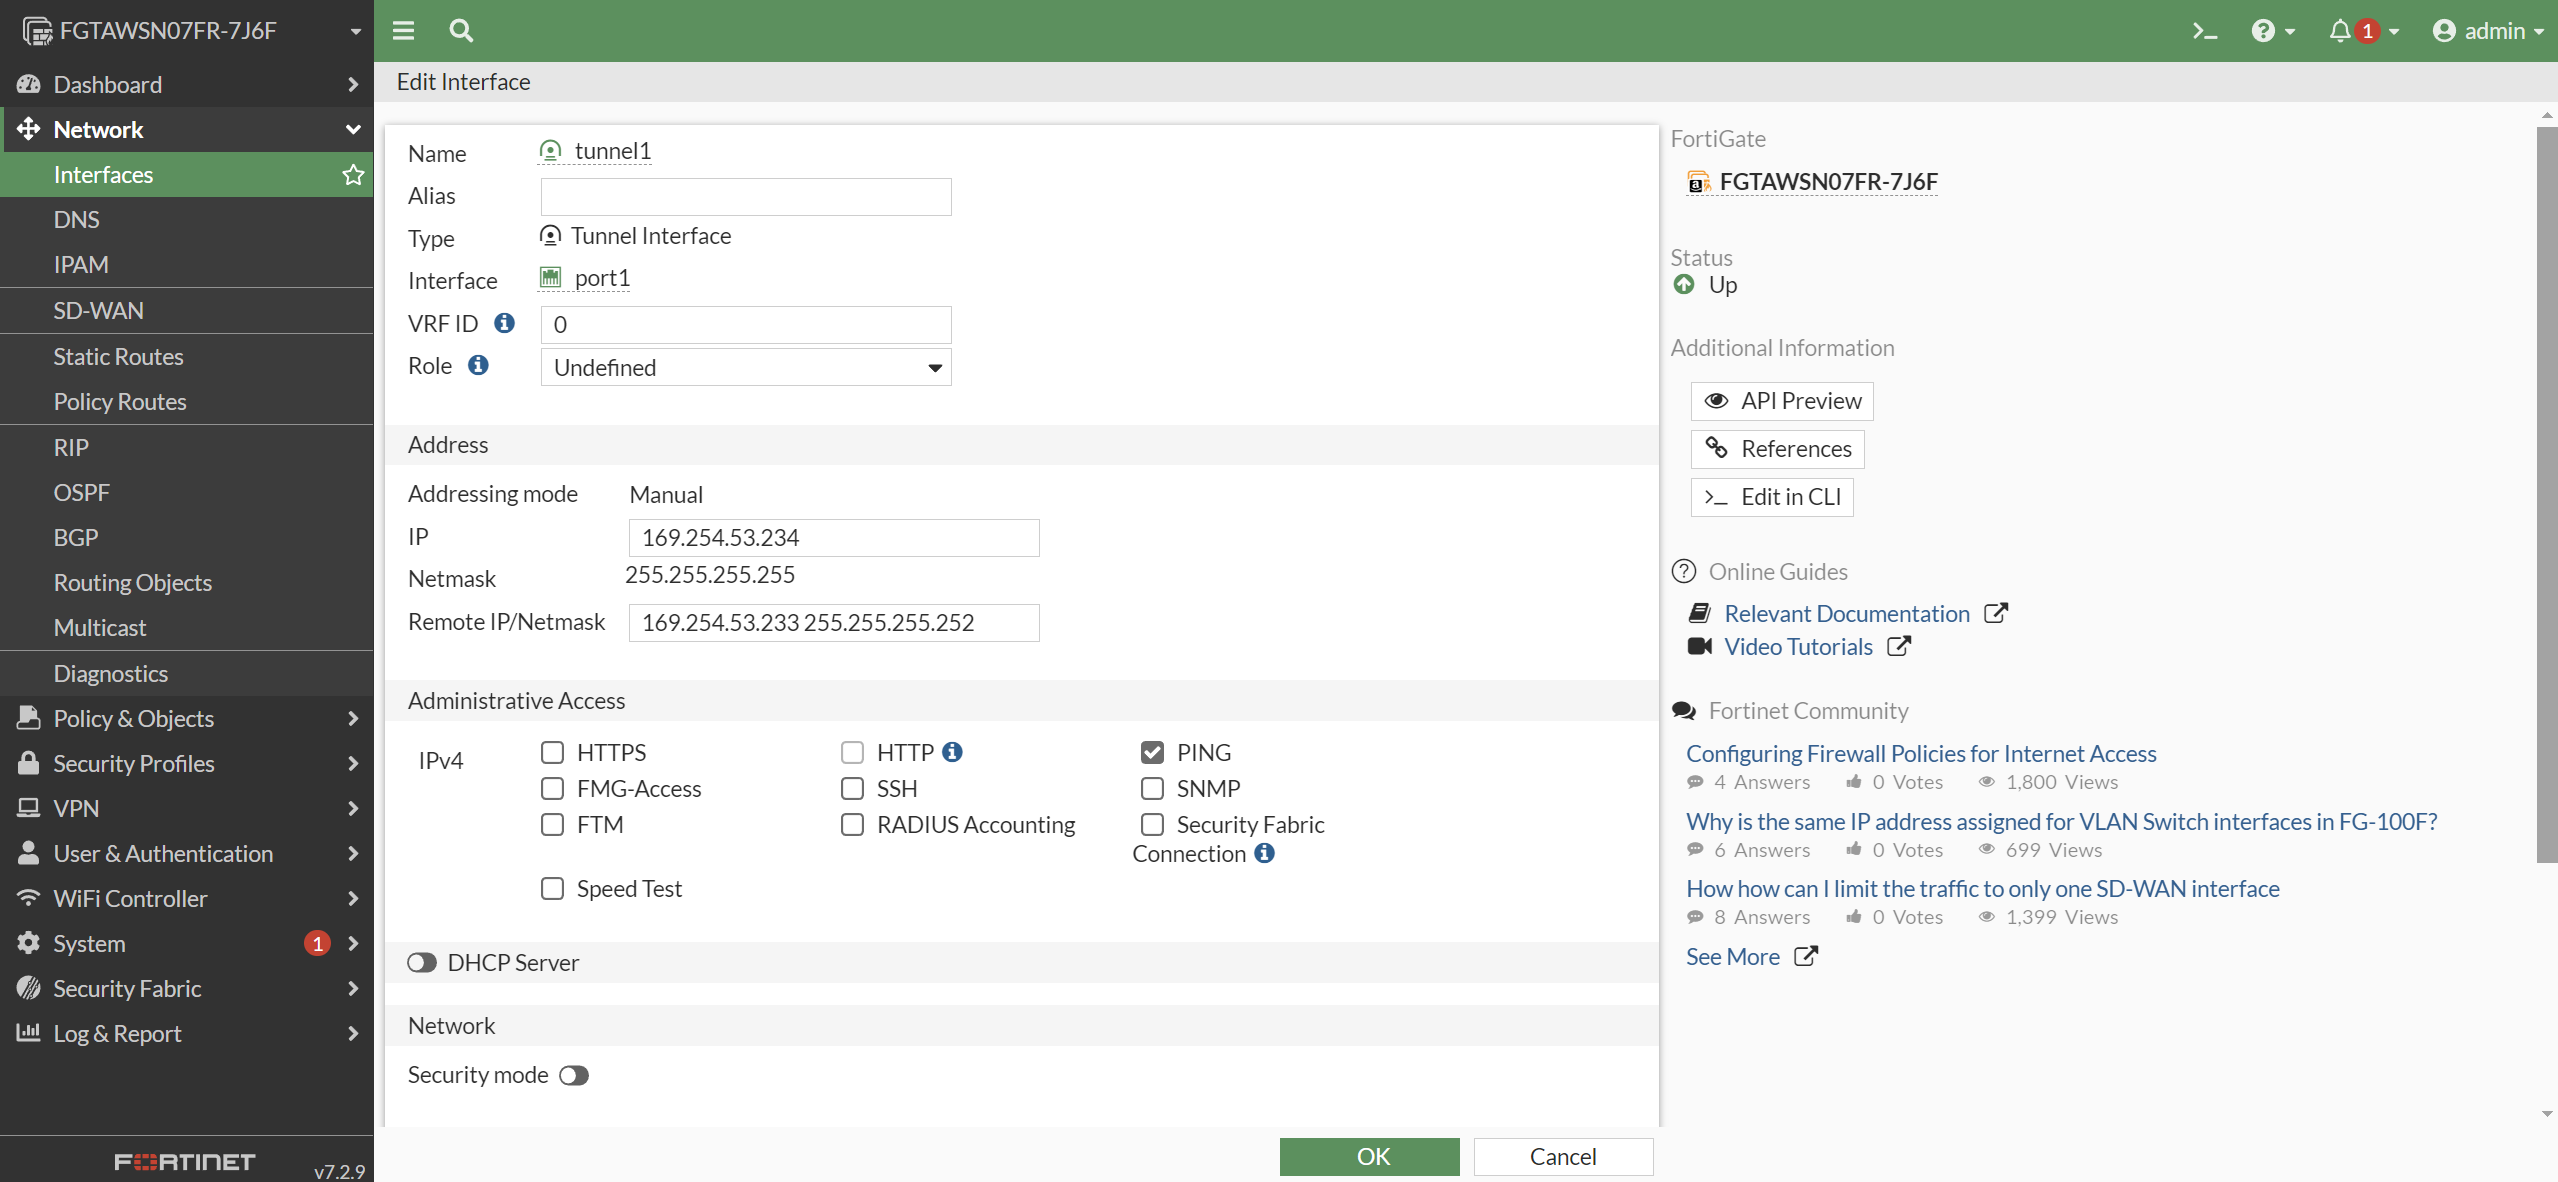 FGTAWSN07FR-7J6F
1
admin
Dashboard
Network
Interfaces
DNS
IPAM
SD-WAN
Static Routes
Policy Routes
RIP
OSPF
BGP
Routing Objects
Multicast
Diagnostics
Policy & Objects
Security Profiles
VPN
User & Authentication
WiFi Controller
System 1
Security Fabric
Log & Report
FORTINET
v7.2.9
Edit Interface
Name tunnel1
Alias
Type Tunnel Interface
Interface port1
VRF ID 0
Role Undefined
Address
Addressing mode Manual
IP 169.254.53.234
Netmask 255.255.255.255
Remote IP/Netmask 169.254.53.233 255.255.255.252
Administrative Access
IPv4
HTTPS HTTP PING
FMG-Access SSH SNMP
FTM RADIUS Accounting Security Fabric
Connection
Speed Test
DHCP Server
Network
Security mode
OK Cancel
FortiGate
FGTAWSN07FR-7J6F
Status
Up
Additional Information
API Preview
References
Edit in CLI
Online Guides
Relevant Documentation
Video Tutorials
Fortinet Community
Configuring Firewall Policies for Internet Access
4 Answers 0 Votes 1,800 Views
Why is the same IP address assigned for VLAN Switch interfaces in FG-100F?
6 Answers 0 Votes 699 Views
How how can I limit the traffic to only one SD-WAN interface
8 Answers 0 Votes 1,399 Views
See More